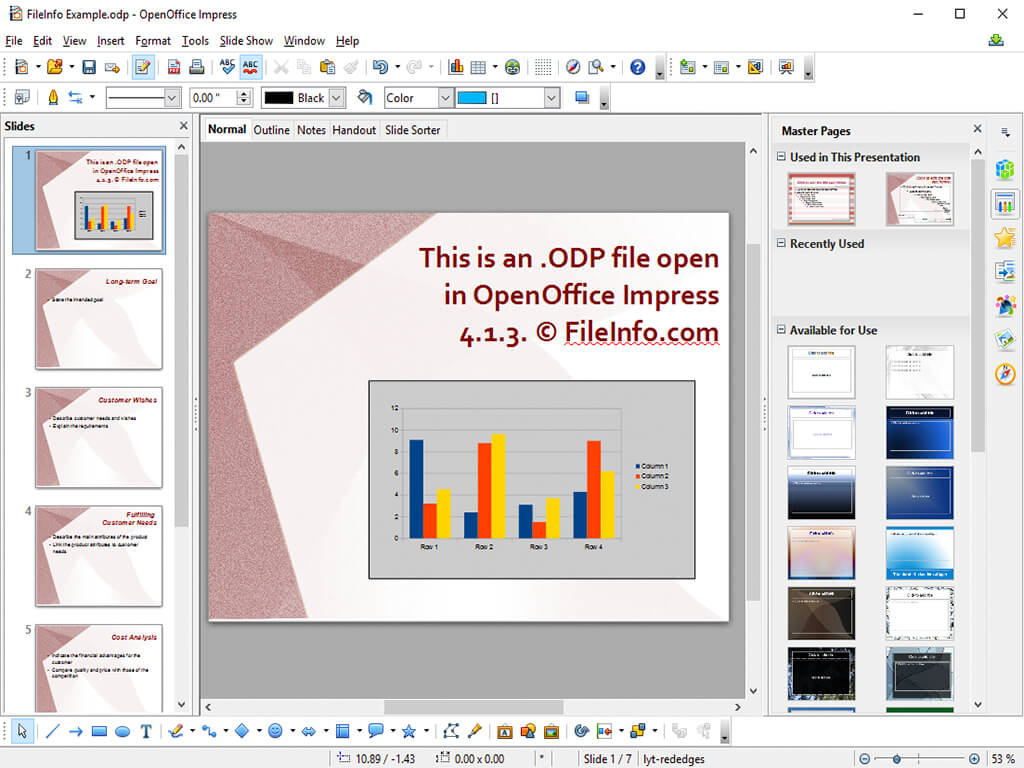 FileInfo Example.odp - OpenOffice Impress
File Edit View Insert Format Tools Slide Show Window Help
0.00 " Black Color []
Slides
Normal Outline Notes Handout Slide Sorter
1
This is an .ODP file open
in OpenOffice Impress
4.1.3. © FileInfo.com
2
Long-term Goal
State the intended goal
3
Customer Wishes
Describe customer needs and wishes
Explain the requirements
4
Fulfilling
Customer Needs
Describe the main attributes of the product
Link the product attributes to customer
needs
5
Cost Analysis
Indicate the financial advantages for the
customer
Compare quality and price with those of the
competition
This is an .ODP file open
in OpenOffice Impress
4.1.3. © FileInfo.com
12
10
8
6
4
2
0
Row 1 Row 2 Row 3 Row 4
Column 1
Column 2
Column 3
Master Pages
Used in This Presentation
Recently Used
Available for Use
10.89 / -1.43 0.00 x 0.00 * Slide 1 / 7 lyt-rededges 53 %